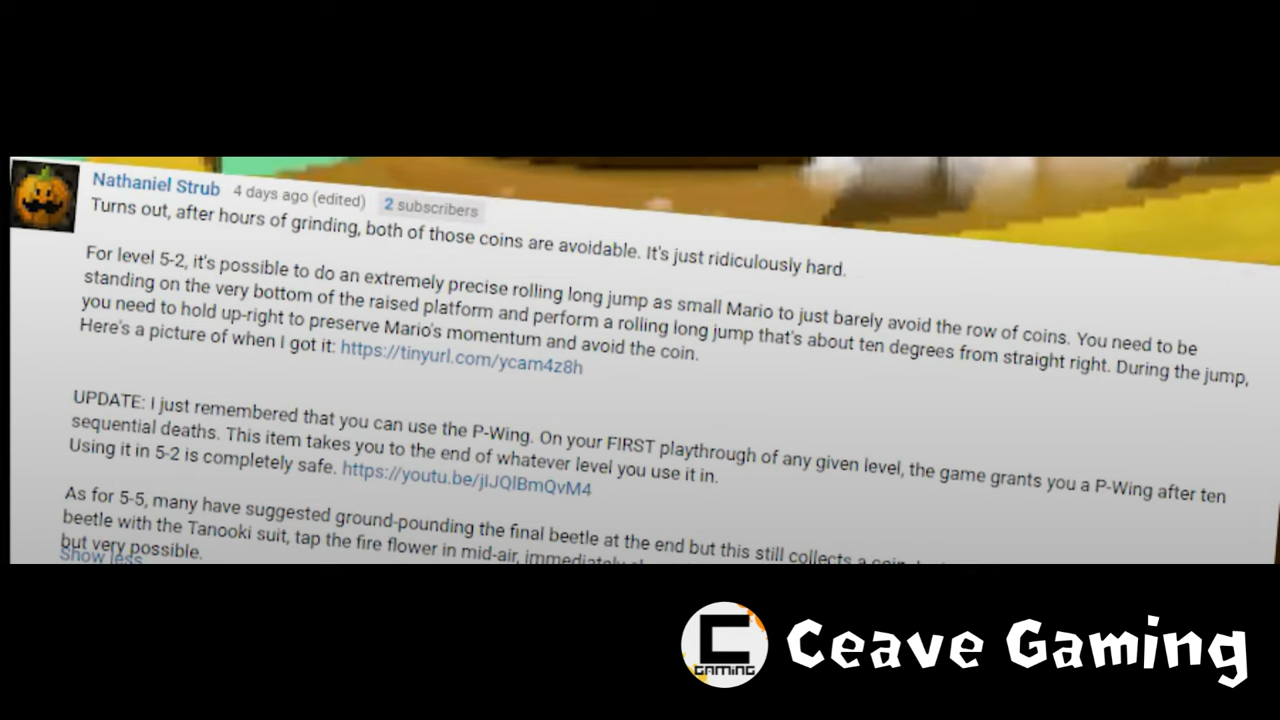 Nathaniel Strub 4 days ago (edited) 2 subscribers
Turns out, after hours of grinding, both of those coins are avoidable. It's just ridiculously hard.
For level 5-2, it's possible to do an extremely precise rolling long jump as small Mario to just barely avoid the row of coins. You need to be
standing on the very bottom of the raised platform and perform a rolling long jump that's about ten degrees from straight right. During the jump,
you need to hold up-right to preserve Mario's momentum and avoid the coin.
Here's a picture of when I got it: https://tinyurl.com/ycam4z8h
UPDATE: I just remembered that you can use the P-Wing. On your FIRST playthrough of any given level, the game grants you a P-Wing after ten
sequential deaths. This item takes you to the end of whatever level you use it in.
Using it in 5-2 is completely safe. https://youtu.be/jIJQlBmQvM4
As for 5-5, many have suggested ground-pounding the final beetle at the end but this still collects a coin
beetle with the Tanooki suit, tap the fire flower in mid-air, immediately
but very possible.
Show less
C
GAMING
Ceave Gaming